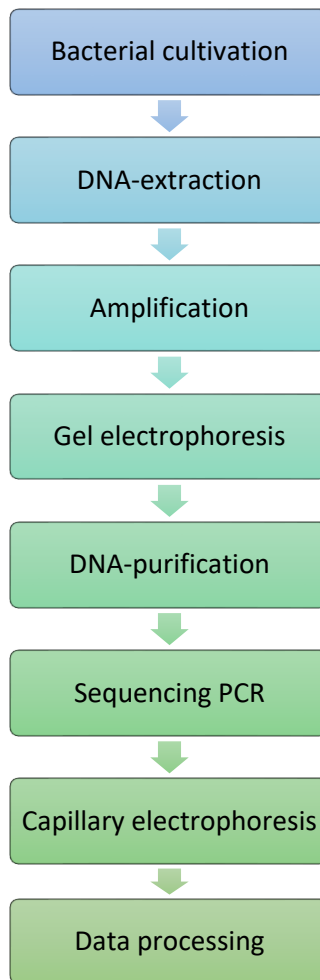 Bacterial cultivation
DNA-extraction
Amplification
Gel electrophoresis
DNA-purification
Sequencing PCR
Capillary electrophoresis
Data processing